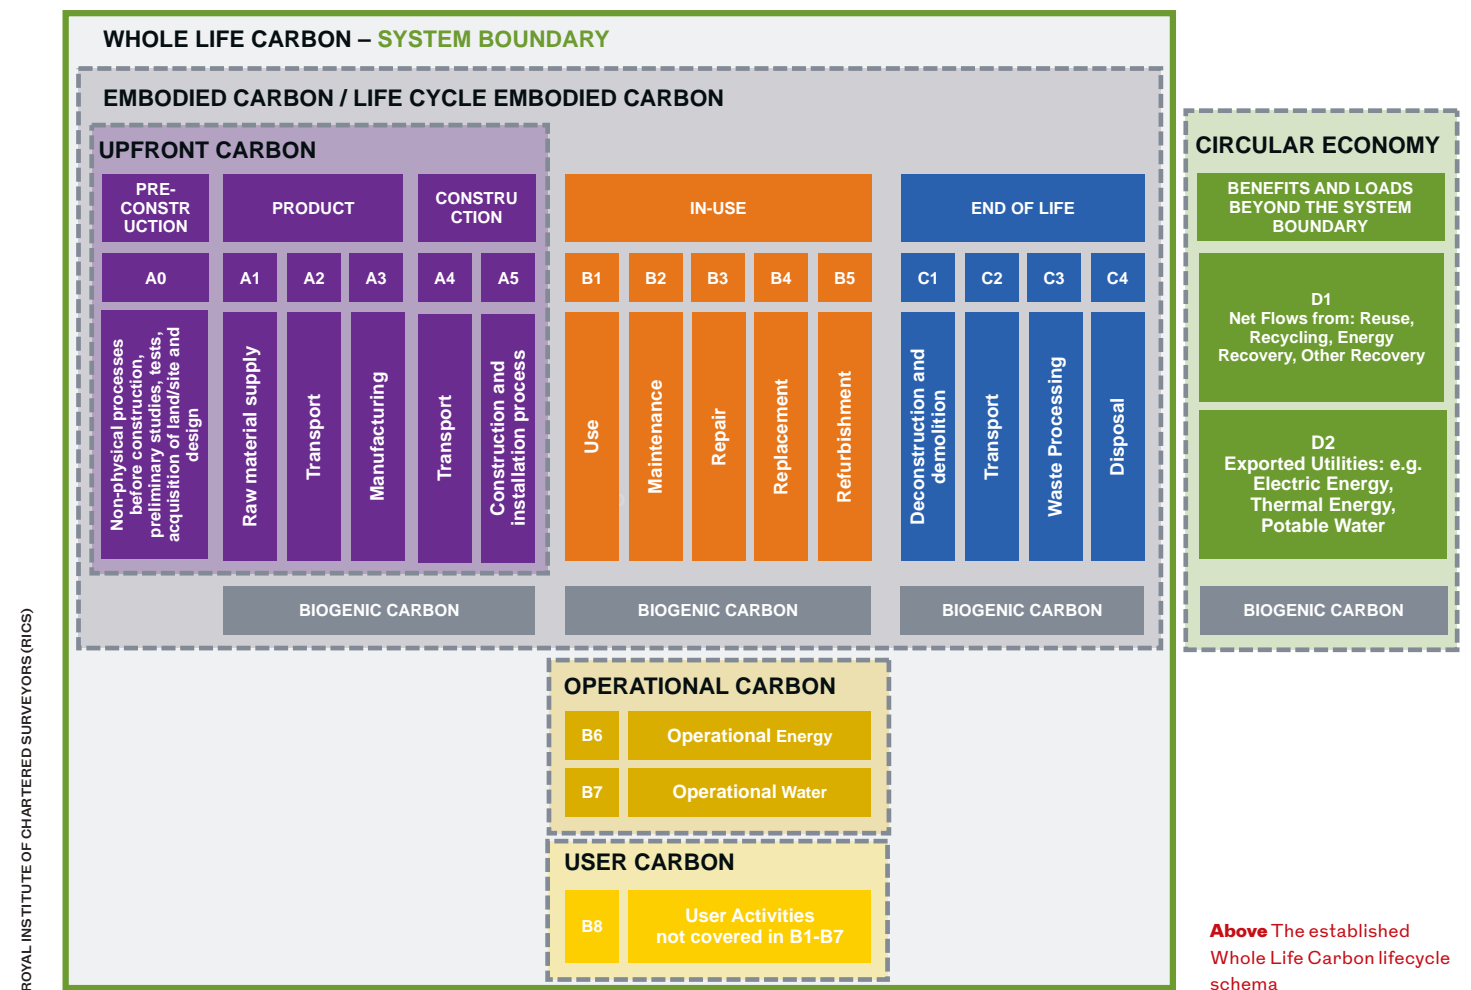 WHOLE LIFE CARBON – SYSTEM BOUNDARY
EMBODIED CARBON / LIFE CYCLE EMBODIED CARBON
UPFRONT CARBON
PRE-
CONSTR
UCTION
PRODUCT
CONSTRU
CTION
IN-USE
END OF LIFE
A0
A1
A2
A3
A4
A5
B1
B2
B3
B4
B5
C1
C2
C3
C4
Non-physical processes
before construction,
preliminary studies, tests,
acquisition of land/site and
design
Raw material supply
Transport
Manufacturing
Transport
Construction and
installation process
Use
Maintenance
Repair
Replacement
Refurbishment
Deconstruction and
demolition
Transport
Waste Processing
Disposal
BIOGENIC CARBON
BIOGENIC CARBON
BIOGENIC CARBON
CIRCULAR ECONOMY
BENEFITS AND LOADS
BEYOND THE SYSTEM
BOUNDARY
D1
Net Flows from: Reuse,
Recycling, Energy
Recovery, Other Recovery
D2
Exported Utilities: e.g.
Electric Energy,
Thermal Energy,
Potable Water
BIOGENIC CARBON
OPERATIONAL CARBON
B6
Operational Energy
B7
Operational Water
USER CARBON
B8
User Activities
not covered in B1-B7
ROYAL INSTITUTE OF CHARTERED SURVEYORS (RICS)
Above The established
Whole Life Carbon lifecycle
schema